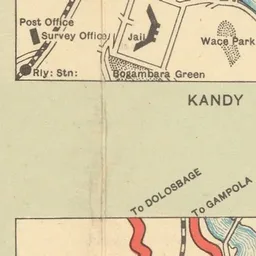 Post Office
Survey Office
Jail
Wace Park
Rly: Stn:
Bogambara Green
KANDY
To DOLOSBAGE
To GAMPOLA